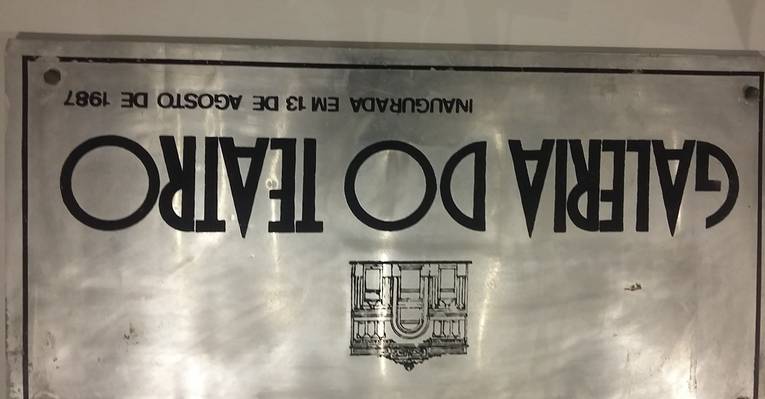 GALERIA DO TEATRO
INAUGURADA EM 13 DE AGOSTO DE 1987